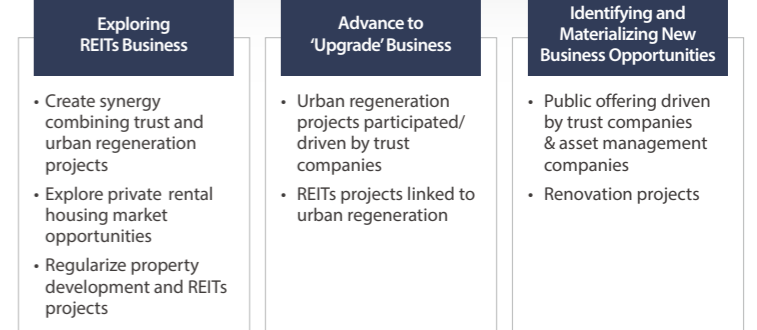 Exploring
REITs Business
• Create synergy
combining trust and
urban regeneration
projects
• Explore private rental
housing market
opportunities
• Regularize property
development and REITs
projects
Advance to
‘Upgrade’ Business
• Urban regeneration
projects participated/
driven by trust
companies
• REITs projects linked to
urban regeneration
Identifying and
Materializing New
Business Opportunities
• Public offering driven
by trust companies
& asset management
companies
• Renovation projects